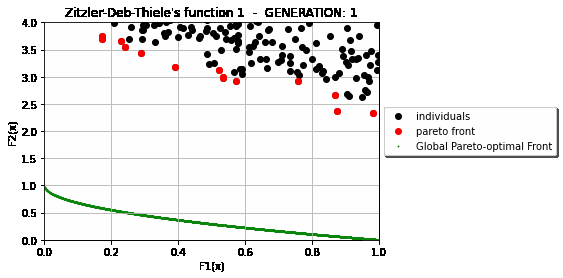 Zitzler-Deb-Thiele's function 1 - GENERATION: 1
4.0
3.5
3.0
2.5
2.0
1.5
1.0
0.5
0.0
F2(x)
0.0 0.2 0.4 0.6 0.8 1.0
F1(x)
individuals
pareto front
Global Pareto-optimal Front